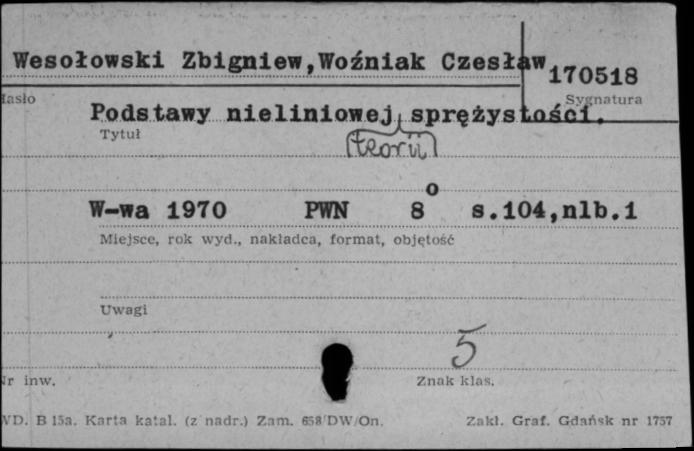 Wesołowski Zbigniew,Woźniak Czesław
170518
Hasło
Sygnatura
Podstawy nieliniowej sprężystości.
Tytuł
teorii
W-wa 1970 PWN 8o s.104,nlb.1
Miejsce, rok wyd., nakładca, format, objętość
Uwagi
5
Nr inw.
Znak klas.
WD. B 15a. Karta katal. (z nadr.) Zam. 658/DW/On.
Zakł. Graf. Gdańsk nr 1757